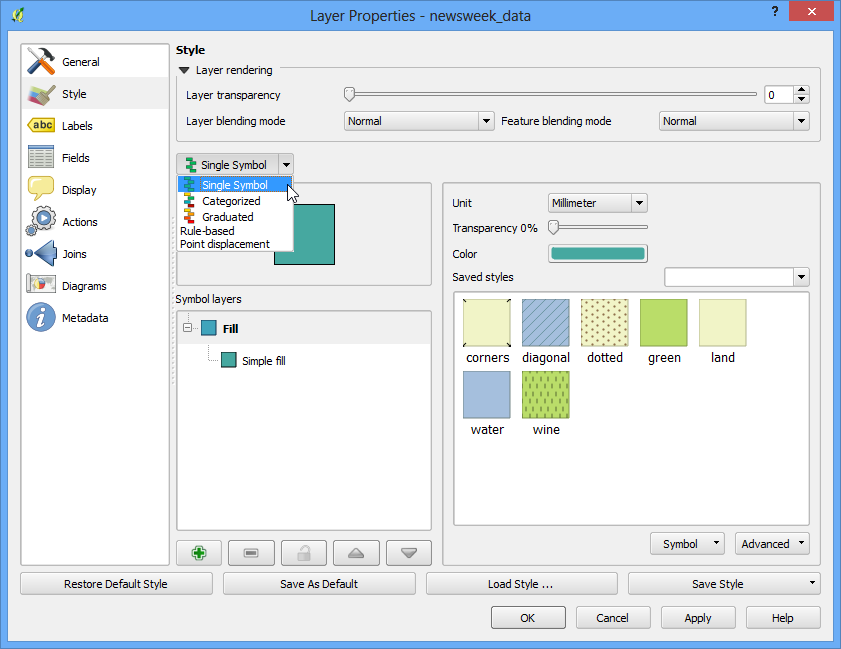 Layer Properties - newsweek_data
?
General
Style
abc Labels
Fields
Display
Actions
i Metadata
Joins
Diagrams
Style
Layer rendering
Layer transparency 0
Layer blending mode Normal Feature blending mode Normal
Single Symbol
Single Symbol
Categorized
Graduated
Rule-based
Point displacement
Symbol layers
Fill
Simple fill
Unit Millimeter
Transparency 0%
Color
Saved styles
corners diagonal dotted green land
water wine
Symbol Advanced
Restore Default Style Save As Default Load Style ... Save Style
OK Cancel Apply Help